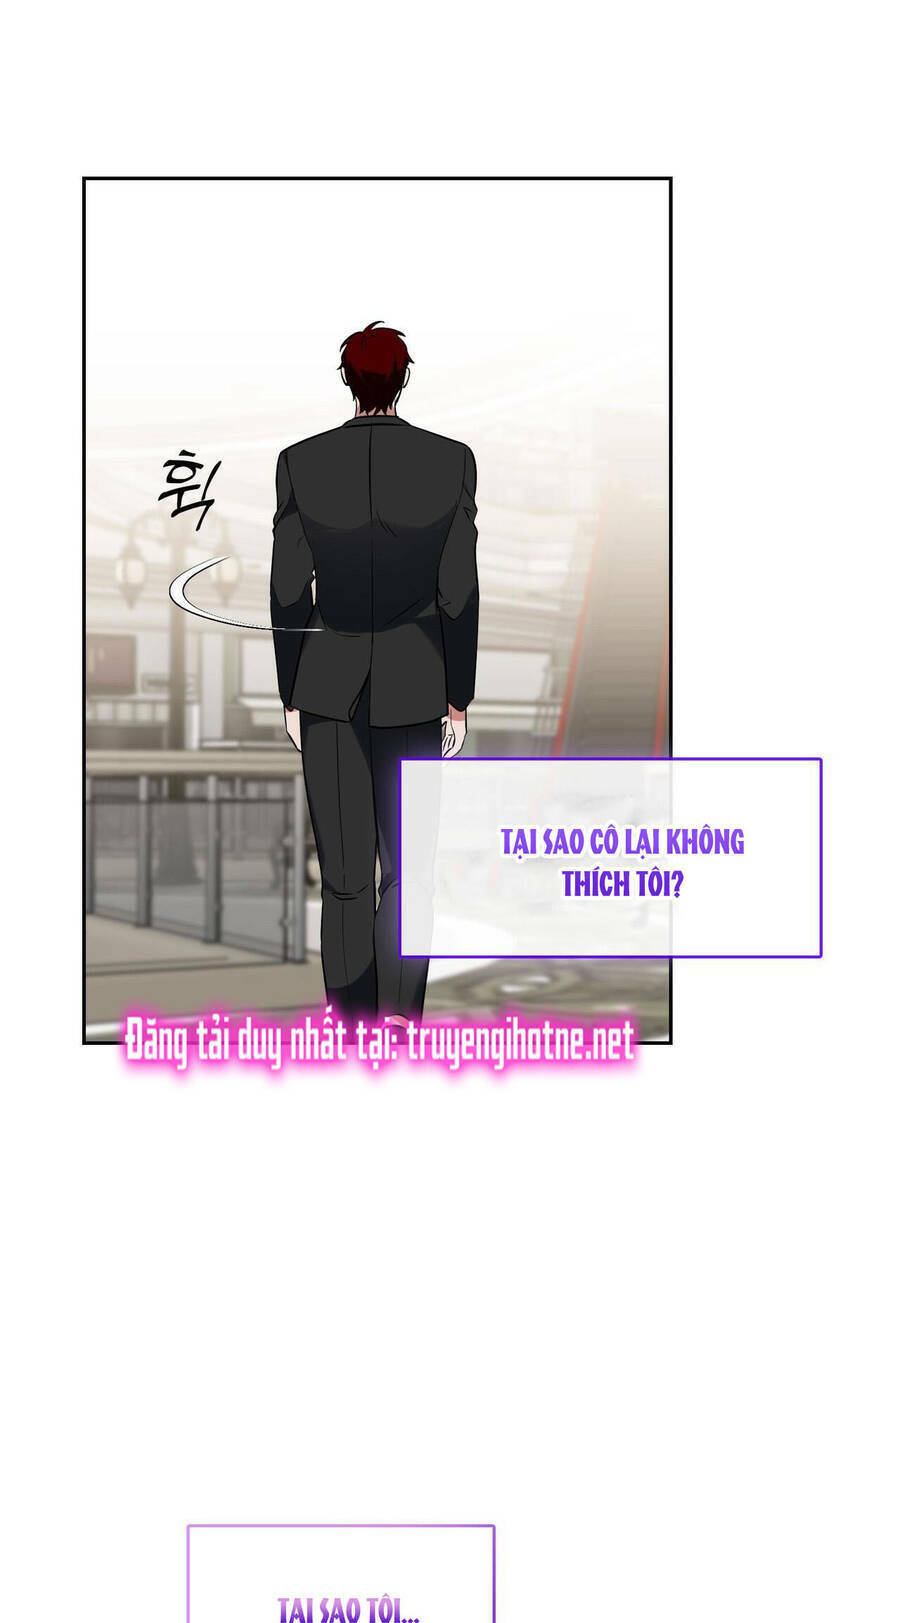 휙
TẠI SAO CÔ LẠI KHÔNG
THÍCH TÔI?
Đăng tải duy nhất tại: truyengihotne.net
TẠI SAO TÔI...